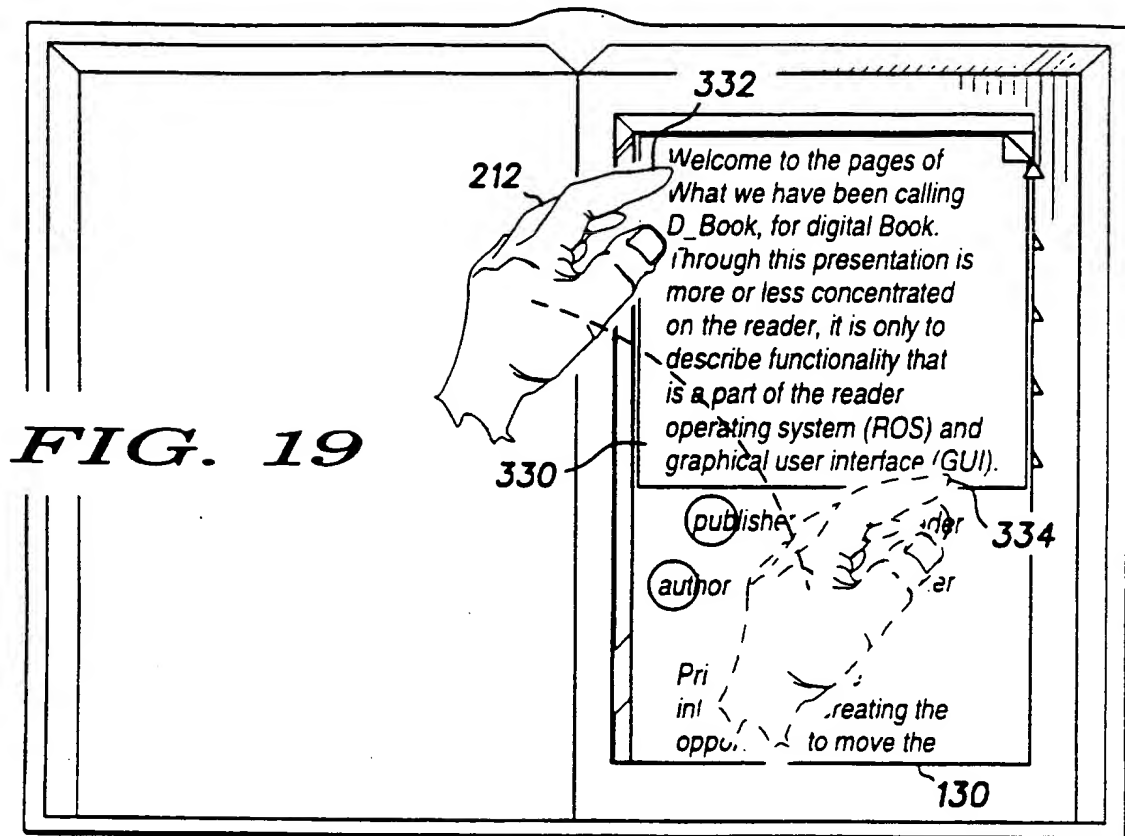 332
212
Welcome to the pages of
What we have been calling
D_Book, for digital Book.
Through this presentation is
more or less concentrated
on the reader, it is only to
describe functionality that
is a part of the reader
operating system (ROS) and
graphical user interface (GUI).
FIG. 19
330
publisher
334
author
reating the
to move the
130